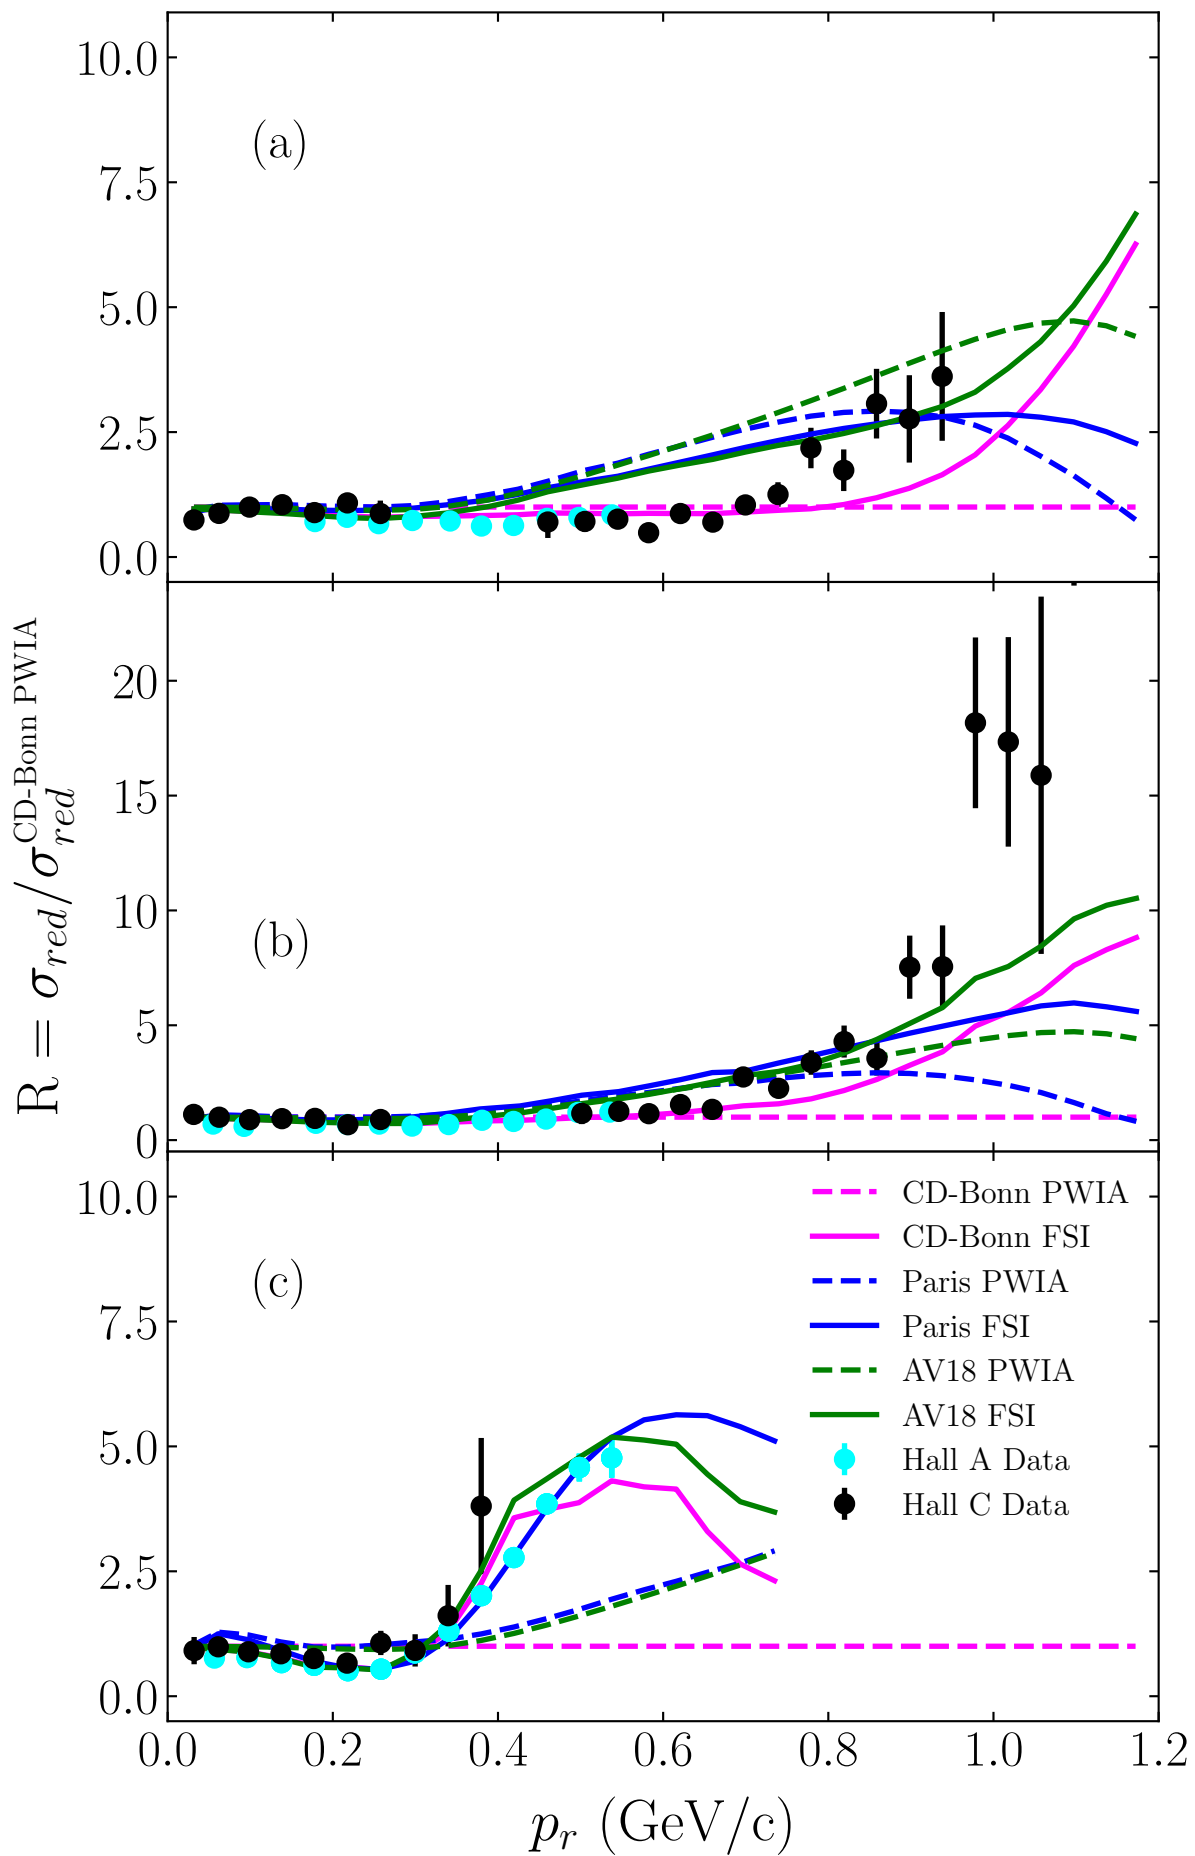 10.0
7.5
5.0
2.5
0.0
(a)
20
15
10
5
0
(b)
R = σ_red/σ_red^CD-Bonn PWIA
10.0
7.5
5.0
2.5
0.0
(c)
CD-Bonn PWIA
CD-Bonn FSI
Paris PWIA
Paris FSI
AV18 PWIA
AV18 FSI
Hall A Data
Hall C Data
0.0 0.2 0.4 0.6 0.8 1.0 1.2
p_r (GeV/c)